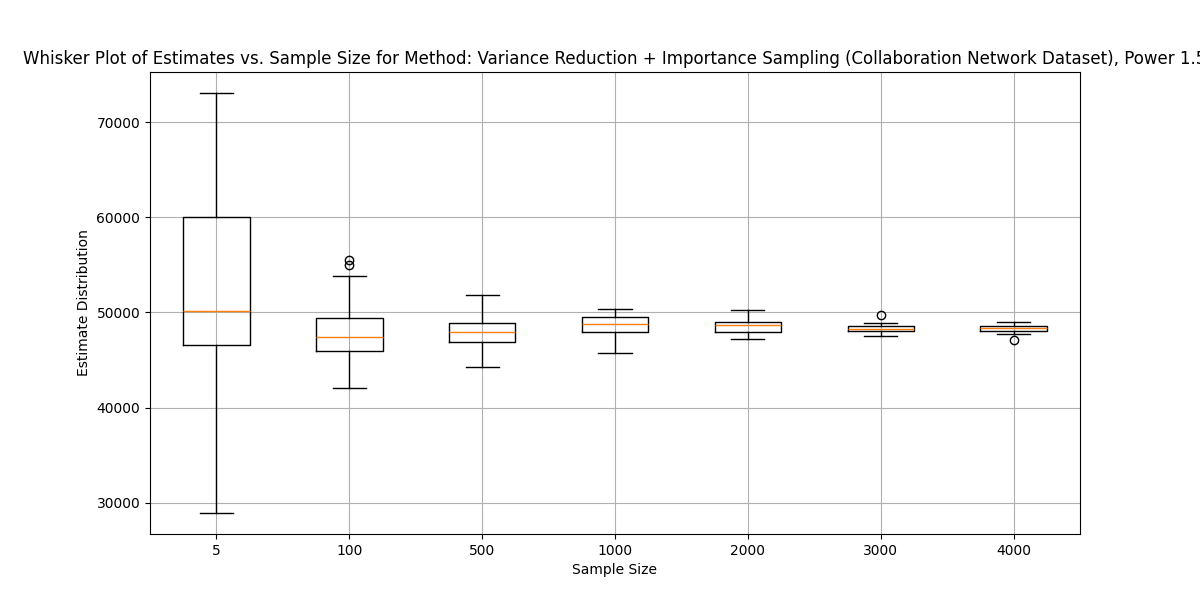 Whisker Plot of Estimates vs. Sample Size for Method: Variance Reduction + Importance Sampling (Collaboration Network Dataset), Power 1.5
70000
60000
50000
40000
30000
Estimate Distribution
5 100 500 1000 2000 3000 4000
Sample Size